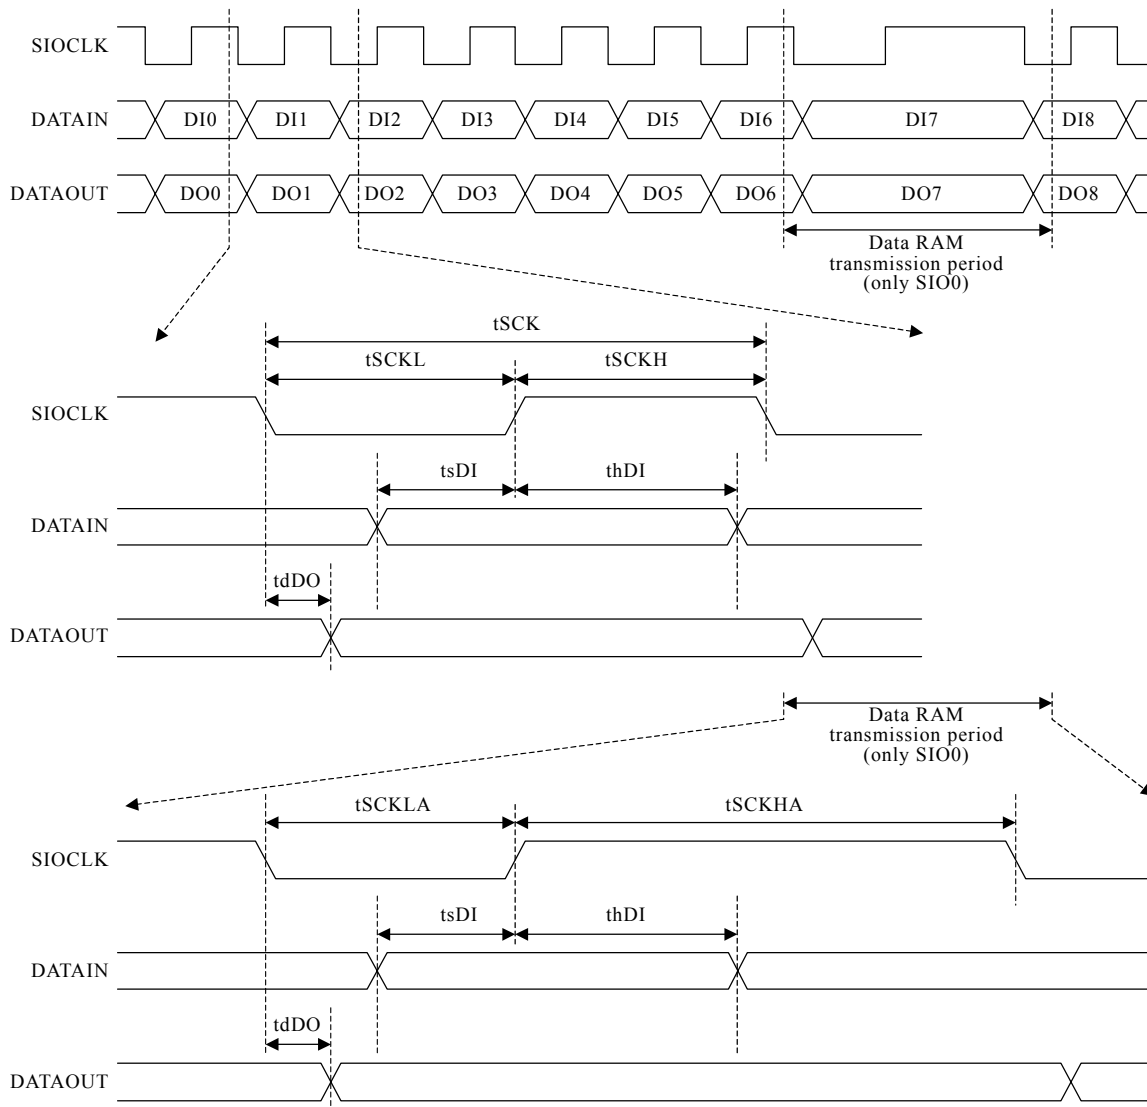 SIOCLK
DATAIN DI0 DI1 DI2 DI3 DI4 DI5 DI6 DI7 DI8
DATAOUT DO0 DO1 DO2 DO3 DO4 DO5 DO6 DO7 DO8
Data RAM
transmission period
(only SIO0)
tSCK
tSCKL tSCKH
SIOCLK
tsDI thDI
DATAIN
tdDO
DATAOUT
Data RAM
transmission period
(only SIO0)
tSCKLA tSCKHA
SIOCLK
tsDI thDI
DATAIN
tdDO
DATAOUT